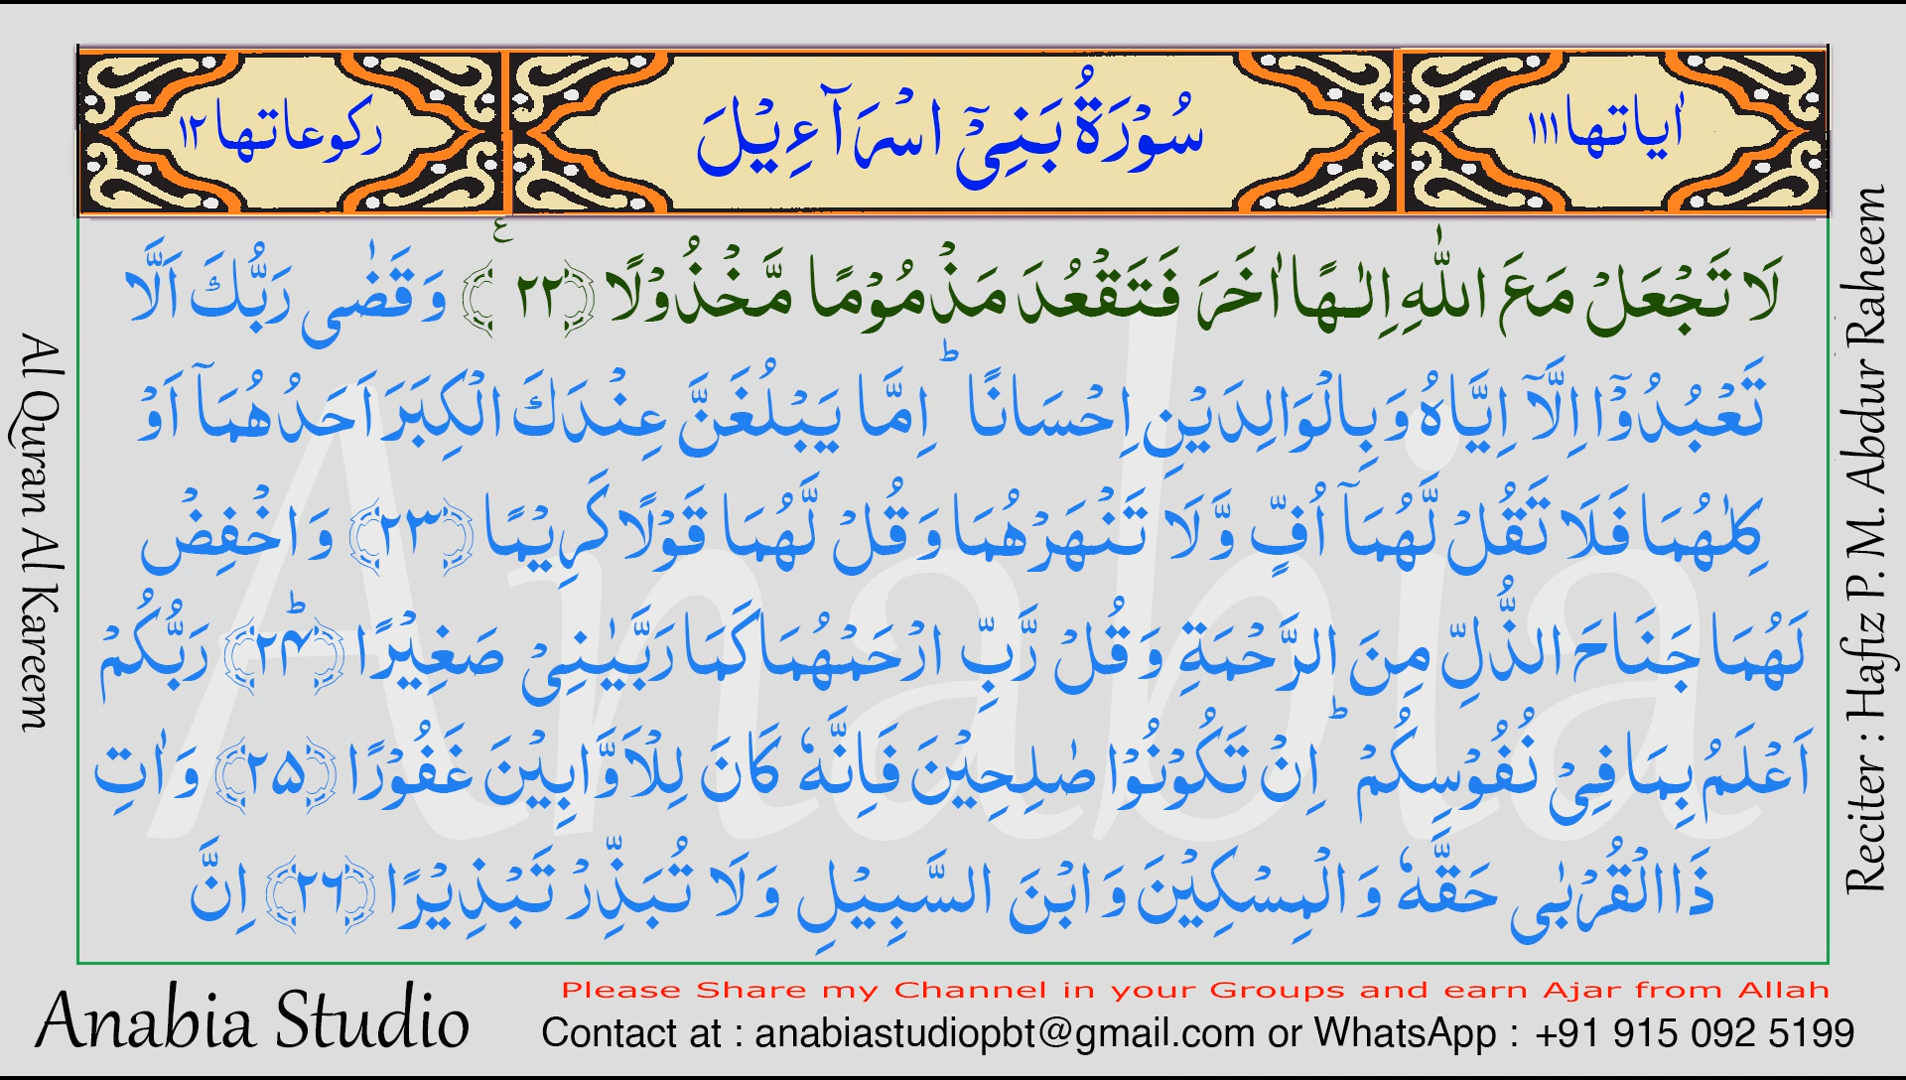 اٰیاتها ١١١
سُوْرَةُ بَنِیْۤ اسْرَآءِیْلَ
رکوعاتها ١٢
ع
لَا تَجْعَلْ مَعَ اللّٰهِ اِلٰـهًا اٰخَرَ فَتَقْعُدَ مَذْمُوْمًا مَّخْذُوْلًا ﴿۲۲﴾ وَقَضٰی رَبُّكَ اَلَّا
تَعْبُدُوْۤا اِلَّاۤ اِیَّاهُ وَبِالْوَالِدَیْنِ اِحْسَانًا ؕ اِمَّا یَبْلُغَنَّ عِنْدَكَ الْكِبَرَ اَحَدُهُمَاۤ اَوْ
كِلٰهُمَا فَلَا تَقُلْ لَّهُمَاۤ اُفٍّ وَّلَا تَنْهَرْهُمَا وَقُلْ لَّهُمَا قَوْلًا كَرِیْمًا ﴿۲۳﴾ وَاخْفِضْ
لَهُمَا جَنَاحَ الذُّلِّ مِنَ الرَّحْمَةِ وَقُلْ رَّبِّ ارْحَمْهُمَا كَمَا رَبَّیٰنِیْ صَغِیْرًا ﴿ؕ۲۴﴾ رَبُّكُمْ
اَعْلَمُ بِمَا فِیْ نُفُوْسِكُمْ ؕ اِنْ تَكُوْنُوْا صٰلِحِیْنَ فَاِنَّهٗ كَانَ لِلْاَوَّابِیْنَ غَفُوْرًا ﴿۲۵﴾ وَاٰتِ
ذَا الْقُرْبٰی حَقَّهٗ وَالْمِسْكِیْنَ وَابْنَ السَّبِیْلِ وَلَا تُبَذِّرْ تَبْذِیْرًا ﴿۲۶﴾ اِنَّ
Al Quran Al Kareem
Reciter : Hafiz P. M. Abdur Raheem
Anabia
Anabia Studio
Please Share my Channel in your Groups and earn Ajar from Allah
Contact at : anabiastudiopbt@gmail.com or WhatsApp : +91 915 092 5199